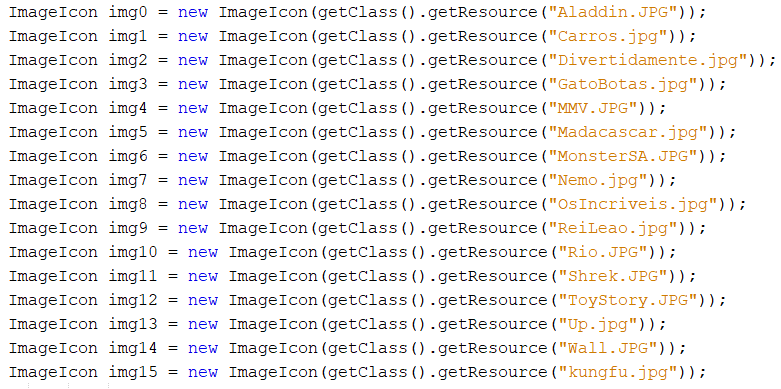 ImageIcon img0 = new ImageIcon(getClass().getResource("Aladdin.JPG"));
ImageIcon img1 = new ImageIcon(getClass().getResource("Carros.jpg"));
ImageIcon img2 = new ImageIcon(getClass().getResource("Divertidamente.jpg"));
ImageIcon img3 = new ImageIcon(getClass().getResource("GatoBotas.jpg"));
ImageIcon img4 = new ImageIcon(getClass().getResource("MMV.JPG"));
ImageIcon img5 = new ImageIcon(getClass().getResource("Madacascar.jpg"));
ImageIcon img6 = new ImageIcon(getClass().getResource("MonsterSA.JPG"));
ImageIcon img7 = new ImageIcon(getClass().getResource("Nemo.jpg"));
ImageIcon img8 = new ImageIcon(getClass().getResource("OsIncriveis.jpg"));
ImageIcon img9 = new ImageIcon(getClass().getResource("ReiLeao.jpg"));
ImageIcon img10 = new ImageIcon(getClass().getResource("Rio.JPG"));
ImageIcon img11 = new ImageIcon(getClass().getResource("Shrek.JPG"));
ImageIcon img12 = new ImageIcon(getClass().getResource("ToyStory.JPG"));
ImageIcon img13 = new ImageIcon(getClass().getResource("Up.jpg"));
ImageIcon img14 = new ImageIcon(getClass().getResource("Wall.JPG"));
ImageIcon img15 = new ImageIcon(getClass().getResource("kungfu.jpg"));